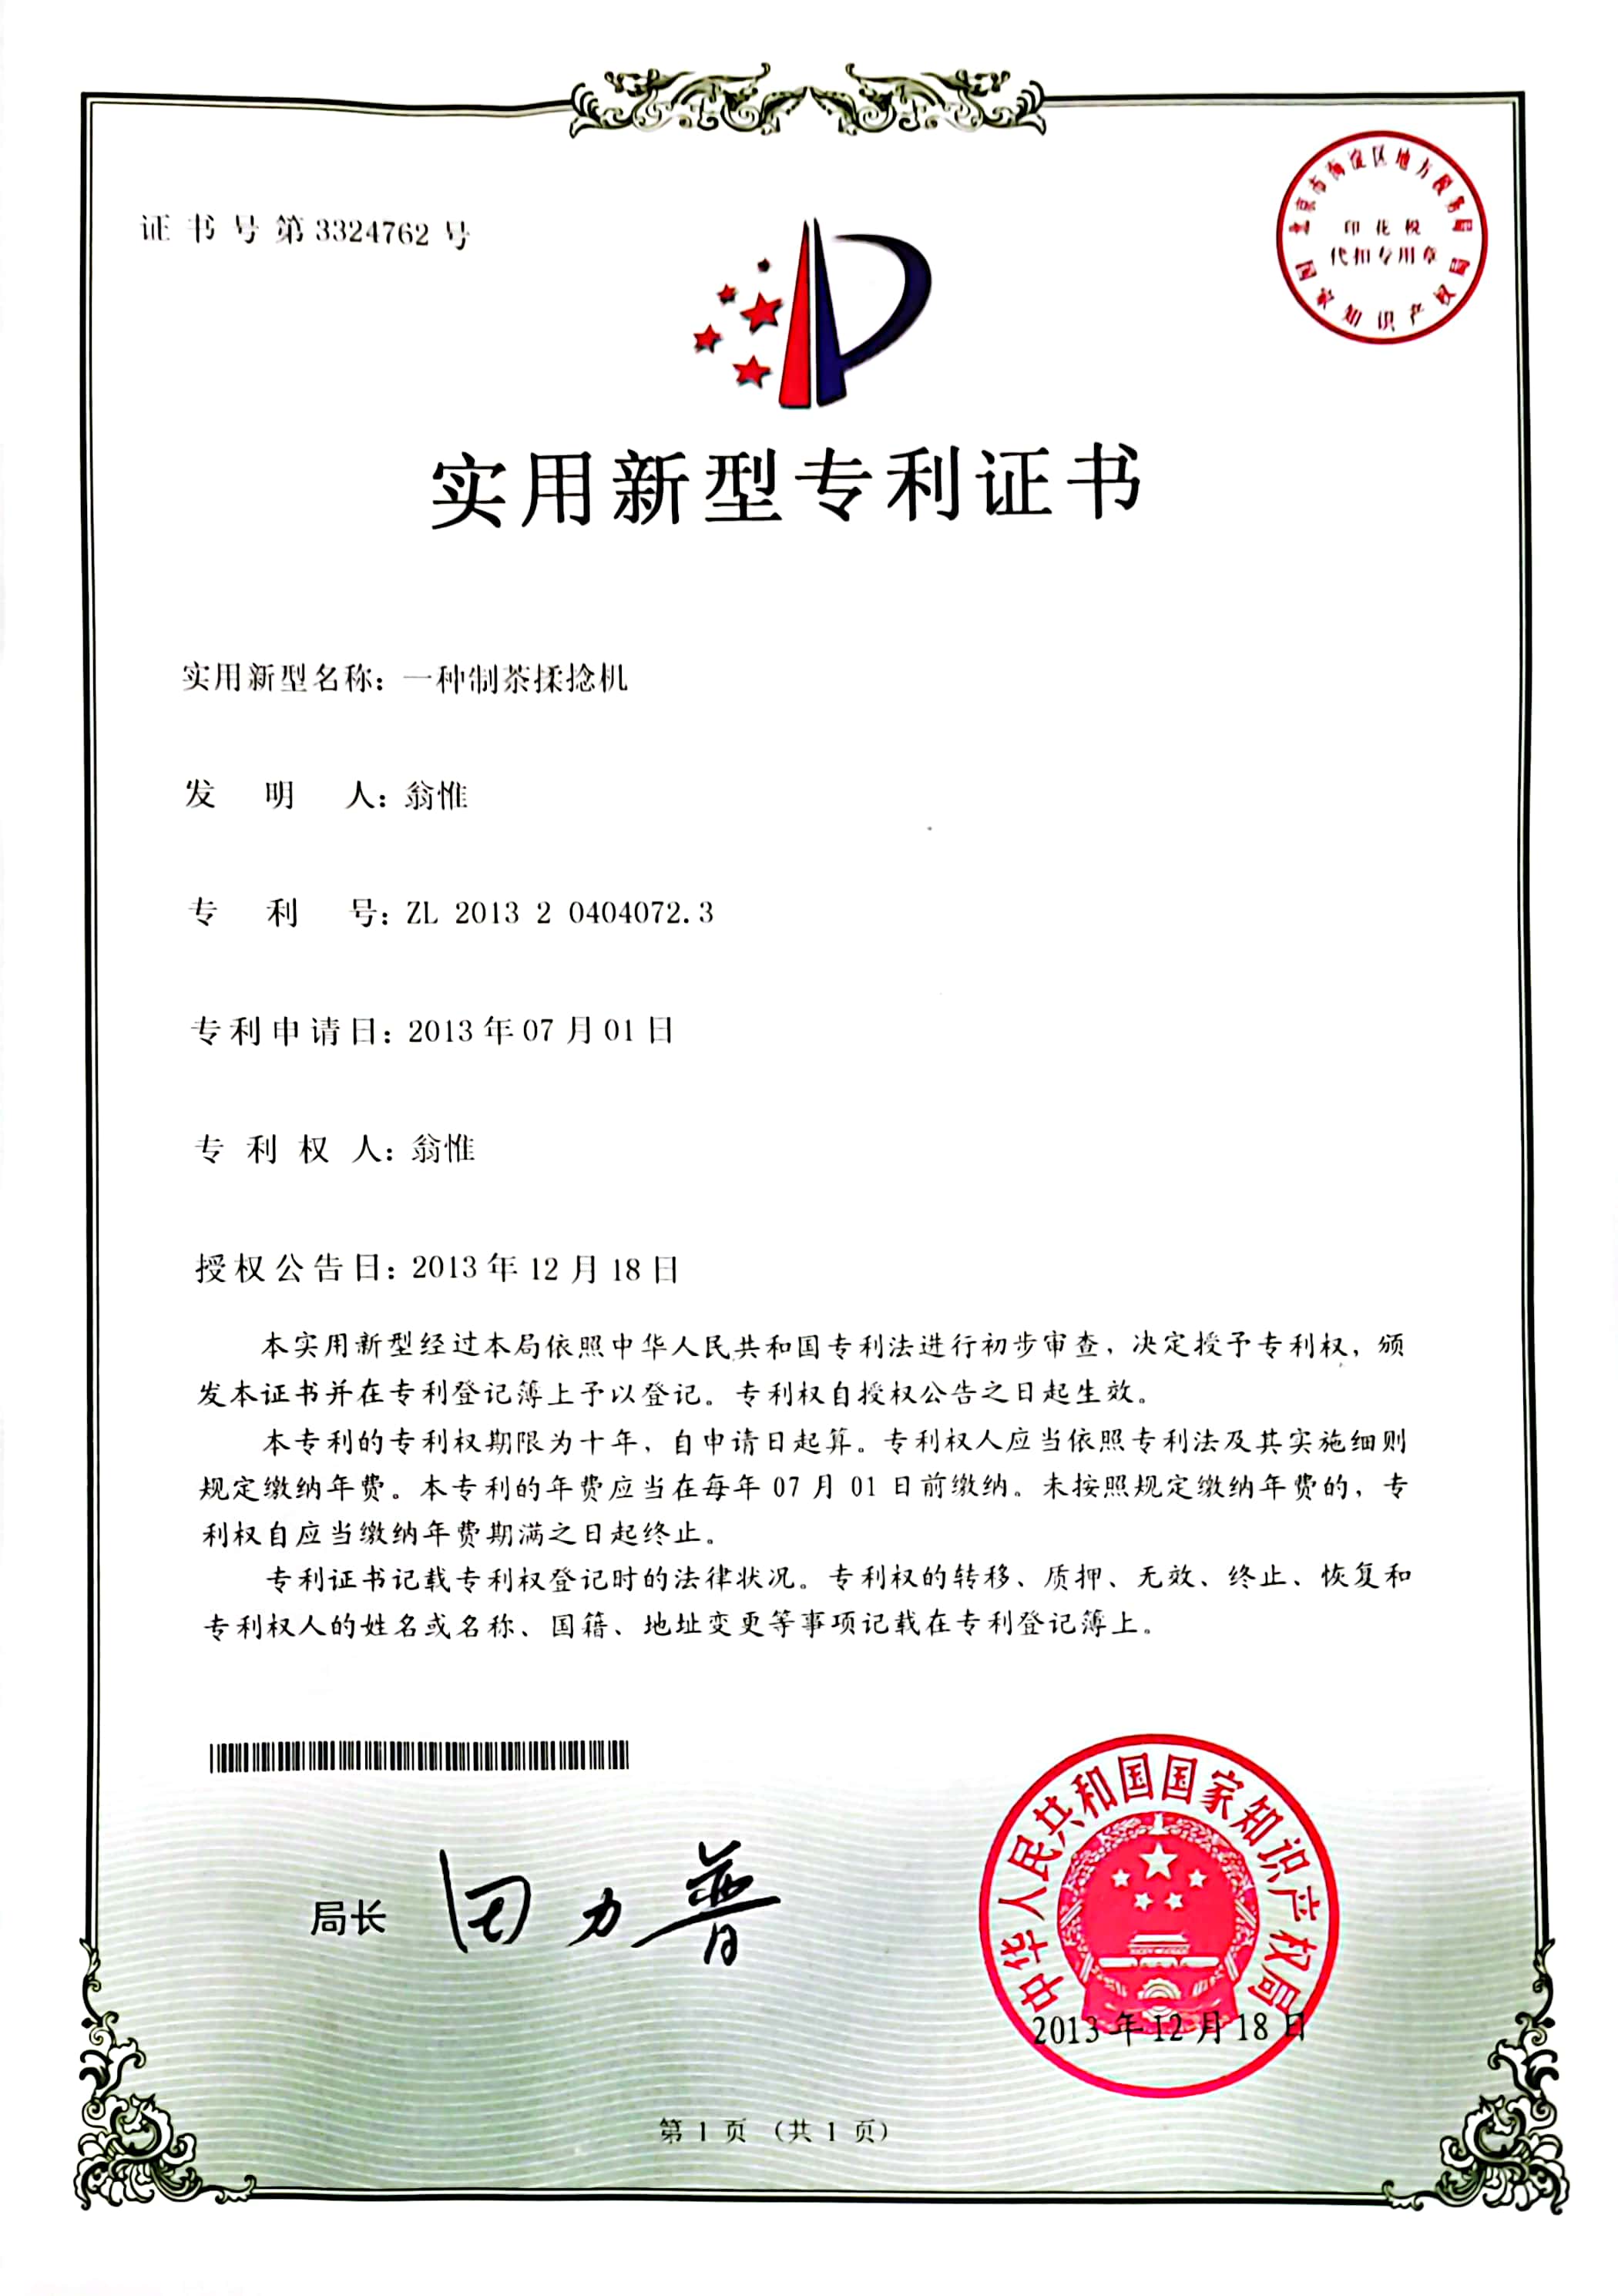 证书号第3324762号
北京市海淀区地方税务局
印花税
代扣专用章
国家知识产权局
实用新型专利证书
实用新型名称：一种制茶揉捻机
发明人：翁惟
专利号：ZL 2013 2 0404072.3
专利申请日：2013年07月01日
专利权人：翁惟
授权公告日：2013年12月18日
本实用新型经过本局依照中华人民共和国专利法进行初步审查，决定授予专利权，颁
发本证书并在专利登记簿上予以登记。专利权自授权公告之日起生效。
本专利的专利权期限为十年，自申请日起算。专利权人应当依照专利法及其实施细则
规定缴纳年费。本专利的年费应当在每年07月01日前缴纳。未按照规定缴纳年费的，专
利权自应当缴纳年费期满之日起终止。
专利证书记载专利权登记时的法律状况。专利权的转移、质押、无效、终止、恢复和
专利权人的姓名或名称、国籍、地址变更等事项记载在专利登记簿上。
局长
田力普
中华人民共和国国家知识产权局
2013年12月18日
第1页（共1页）